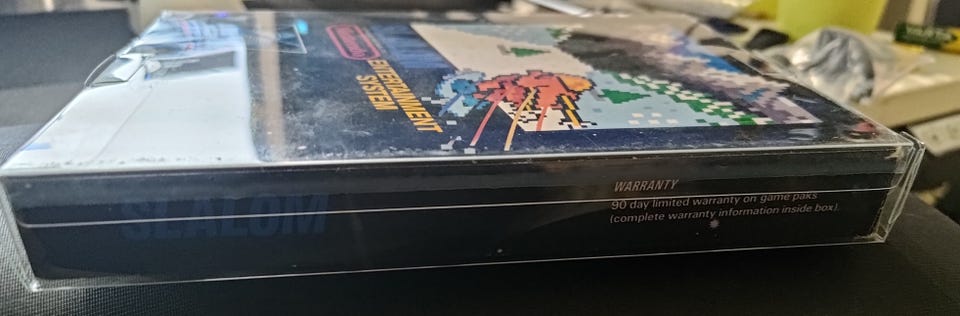 Nintendo
ENTERTAINMENT
SYSTEM
SLALOM
WARRANTY
90 day limited warranty on game paks
(complete warranty information inside box).